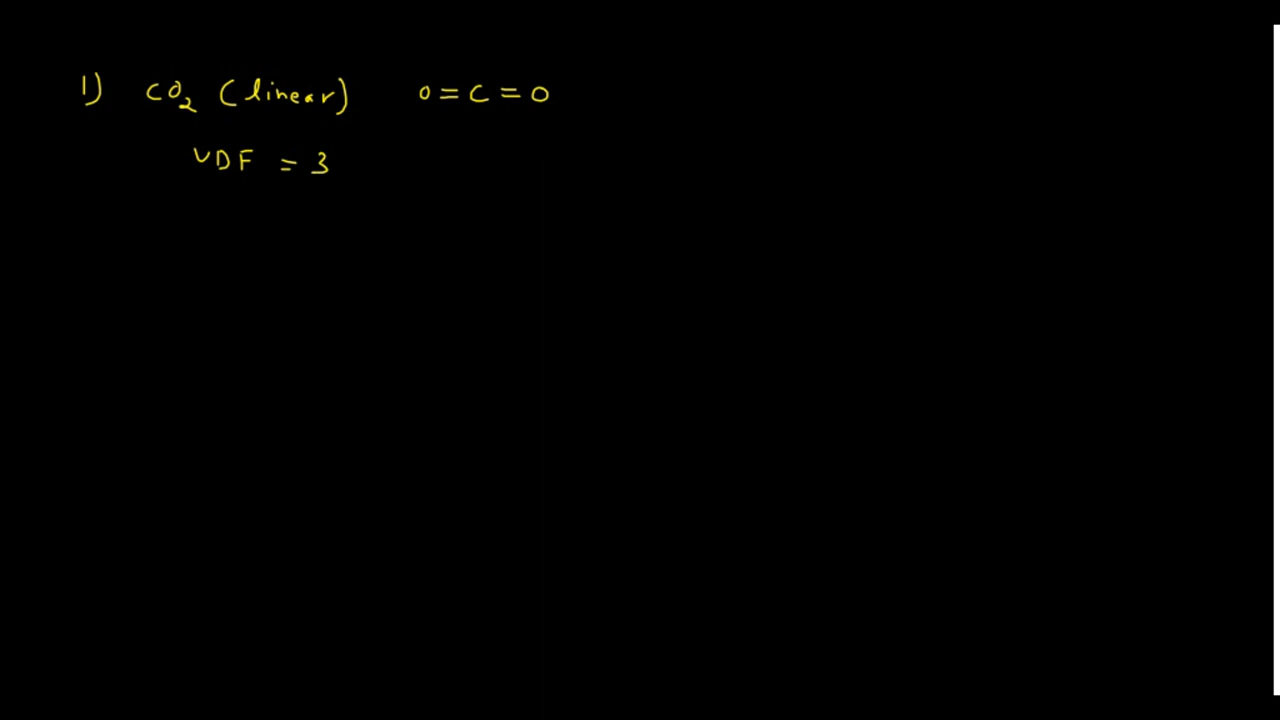 1) CO2 (linear) O=C=O
VDF = 3